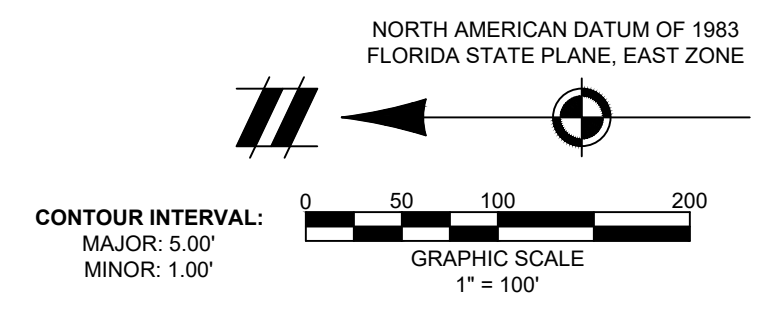 NORTH AMERICAN DATUM OF 1983
FLORIDA STATE PLANE, EAST ZONE
CONTOUR INTERVAL:
MAJOR: 5.00'
MINOR: 1.00'
0 50 100 200
GRAPHIC SCALE
1" = 100'